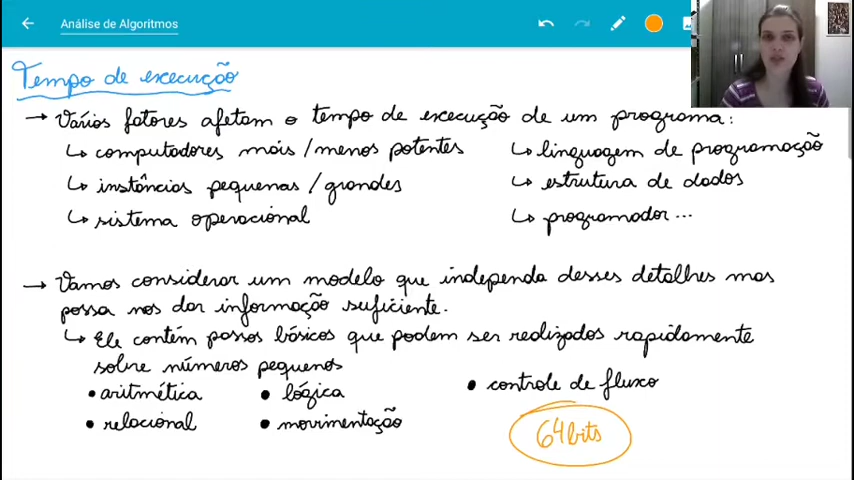 Análise de Algoritmos
Tempo de execução
→ Vários fatores afetam o tempo de execução de um programa:
↳ computadores mais/menos potentes
↳ linguagem de programação
↳ instâncias pequenas/grandes
↳ estrutura de dados
↳ sistema operacional
↳ programador ...
→ Vamos considerar um modelo que independa desses detalhes mas
possa nos dar informação suficiente.
↳ Ele contém passos básicos que podem ser realizados rapidamente
sobre números pequenos
• aritmética
• lógica
• controle de fluxo
• relacional
• movimentação
64 bits